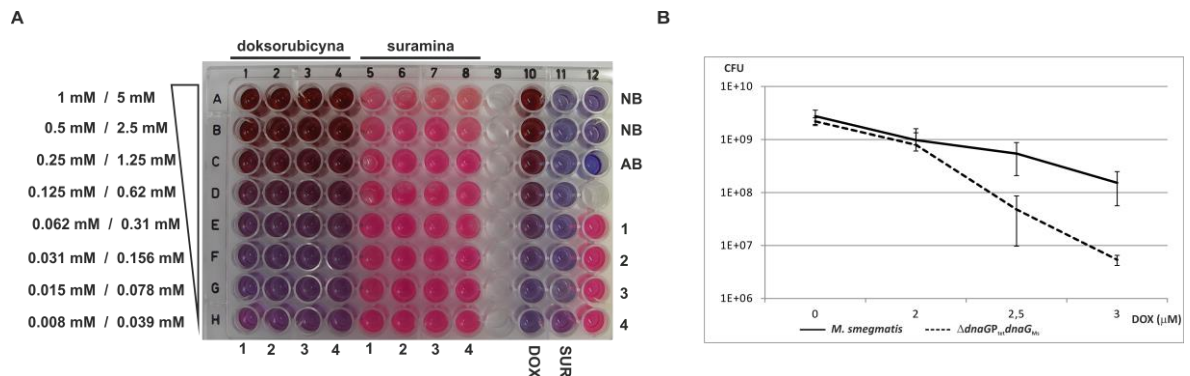 A
doksorubicyna suramina
1 2 3 4 5 6 7 8 9 10 11 12
1 mM / 5 mM A NB
0.5 mM / 2.5 mM B NB
0.25 mM / 1.25 mM C AB
0.125 mM / 0.62 mM D
0.062 mM / 0.31 mM E 1
0.031 mM / 0.156 mM F 2
0.015 mM / 0.078 mM G 3
0.008 mM / 0.039 mM H 4
1 2 3 4 1 2 3 4 DOX SUR
B
CFU
1E+10
1E+09
1E+08
1E+07
1E+06
0 2 2,5 3 DOX (µM)
M. smegmatis ΔdnaGPtetdnaGMs